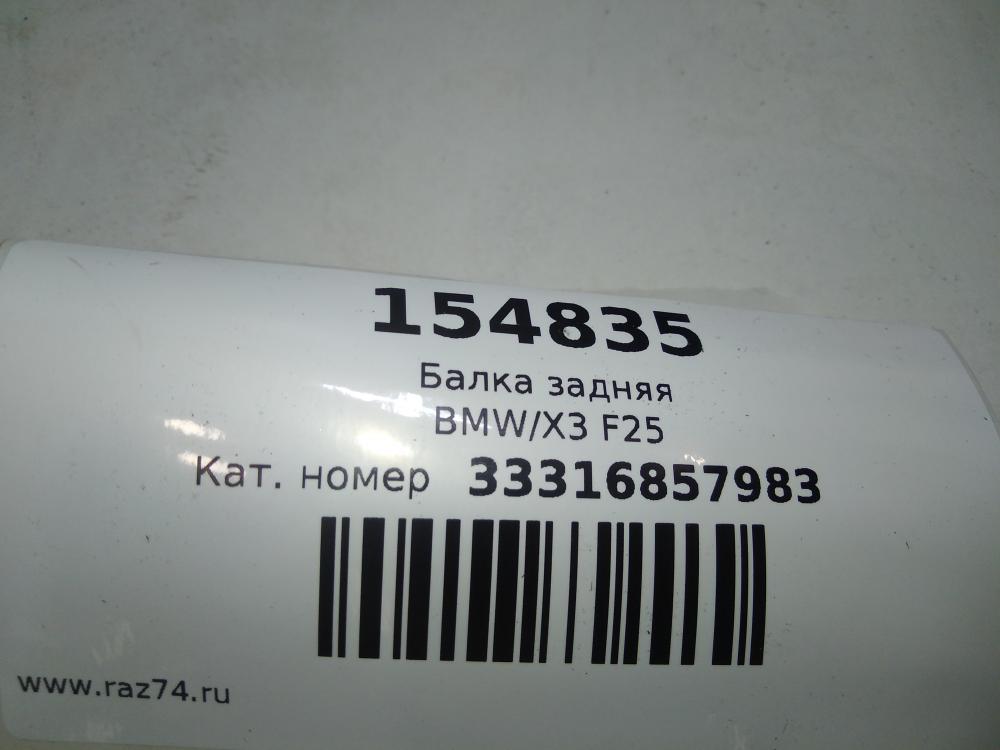 154835
Балка задняя
BMW/X3 F25
Кат. номер 33316857983
www.raz74.ru